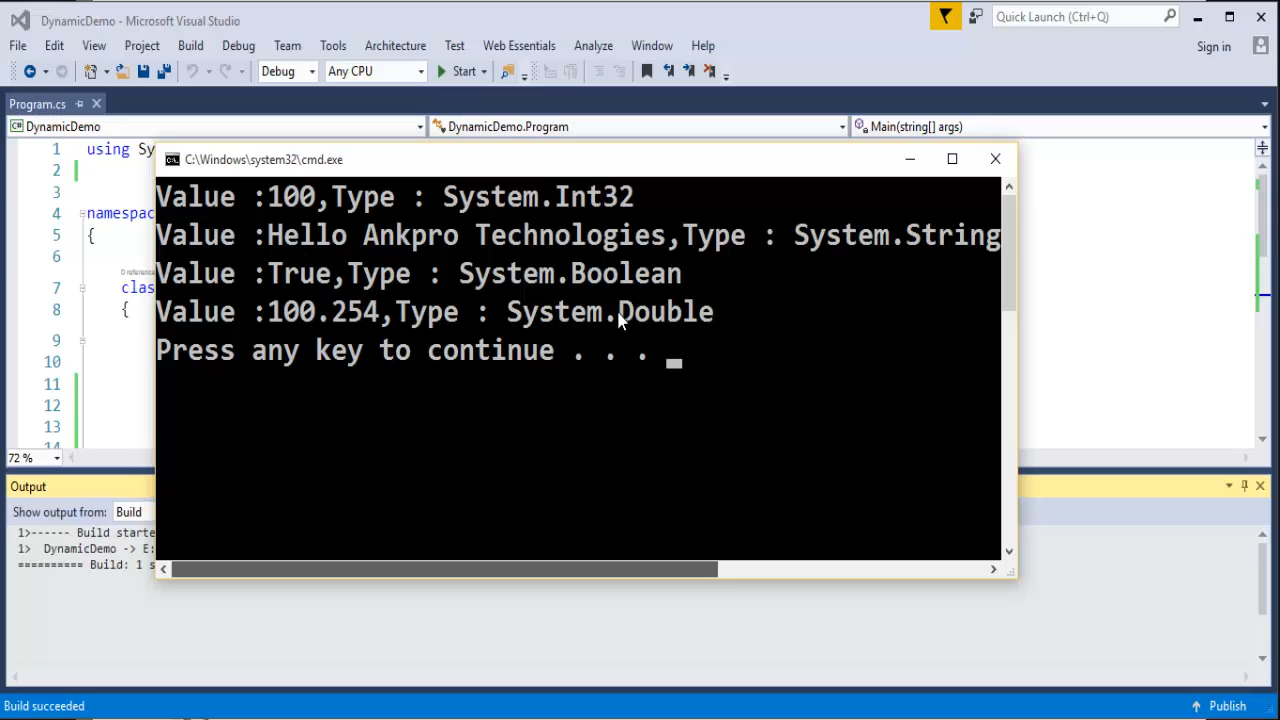 DynamicDemo - Microsoft Visual Studio
Quick Launch (Ctrl+Q)
File Edit View Project Build Debug Team Tools Architecture Test Web Essentials Analyze Window Help
Sign in
Debug Any CPU Start
Program.cs
DynamicDemo DynamicDemo.Program Main(string[] args)
C:\Windows\system32\cmd.exe
1 using Sy
2
3
4 namespac
5 {
6
7 clas
8 {
9
10
11
12
13
14
Value :100,Type : System.Int32
Value :Hello Ankpro Technologies,Type : System.String
Value :True,Type : System.Boolean
Value :100.254,Type : System.Double
Press any key to continue . . .
0 reference
72 %
Output
Show output from: Build
1>------ Build starte
1> DynamicDemo -> E:
========== Build: 1 s
Build succeeded
Publish